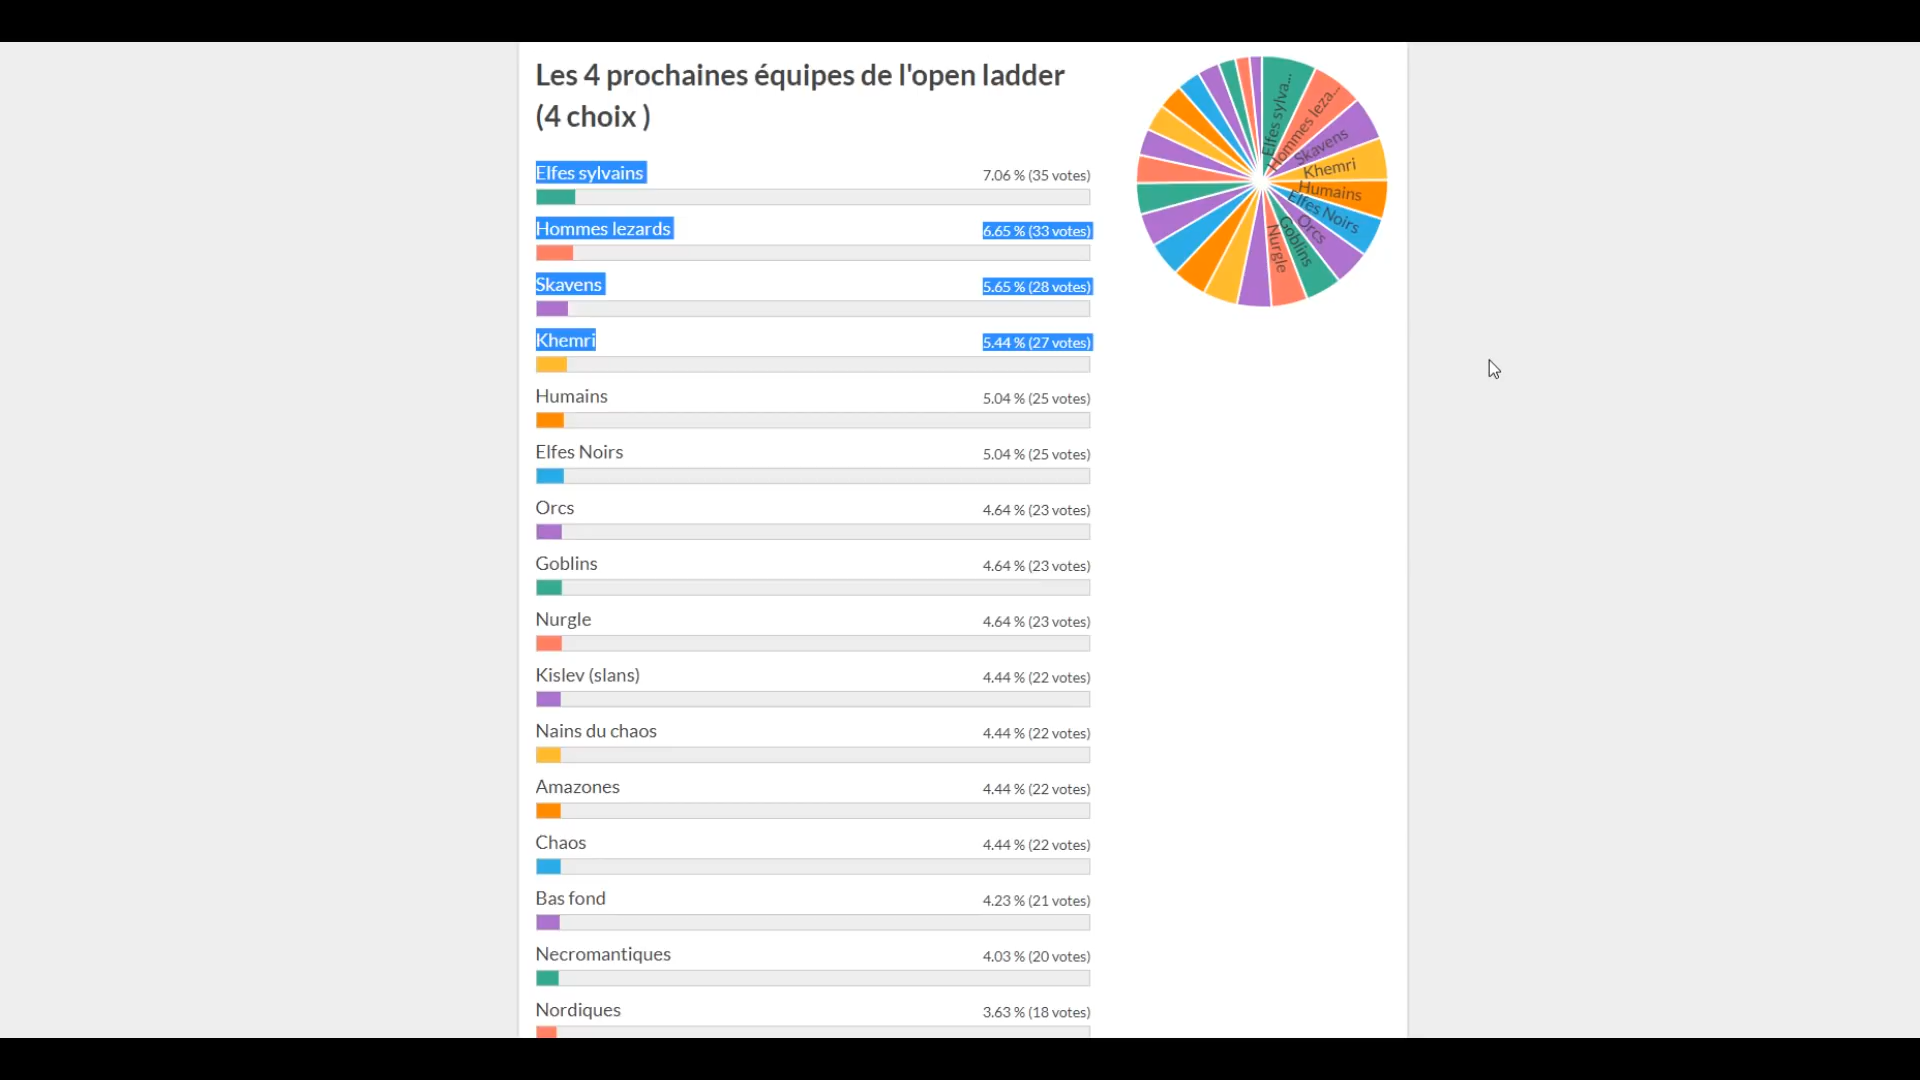 Les 4 prochaines équipes de l'open ladder
(4 choix )
Elfes sylvains 7.06 % (35 votes)
Hommes lezards 6.65 % (33 votes)
Skavens 5.65 % (28 votes)
Khemri 5.44 % (27 votes)
Humains 5.04 % (25 votes)
Elfes Noirs 5.04 % (25 votes)
Orcs 4.64 % (23 votes)
Goblins 4.64 % (23 votes)
Nurgle 4.64 % (23 votes)
Kislev (slans) 4.44 % (22 votes)
Nains du chaos 4.44 % (22 votes)
Amazones 4.44 % (22 votes)
Chaos 4.44 % (22 votes)
Bas fond 4.23 % (21 votes)
Necromantiques 4.03 % (20 votes)
Nordiques 3.63 % (18 votes)
Elfes sylva...
Hommes leza...
Skavens
Khemri
Humains
Elfes Noirs
Orcs
Goblins
Nurgle